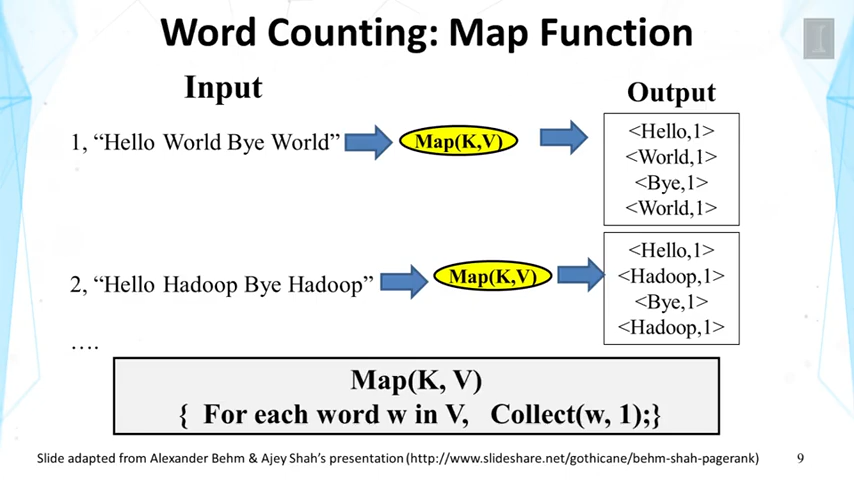 Word Counting: Map Function
Input
Output
1, “Hello World Bye World”
Map(K,V)
<Hello,1>
<World,1>
<Bye,1>
<World,1>
2, “Hello Hadoop Bye Hadoop”
Map(K,V)
<Hello,1>
<Hadoop,1>
<Bye,1>
<Hadoop,1>
….
Map(K, V)
{ For each word w in V, Collect(w, 1);}
Slide adapted from Alexander Behm & Ajey Shah’s presentation (http://www.slideshare.net/gothicane/behm-shah-pagerank)
9